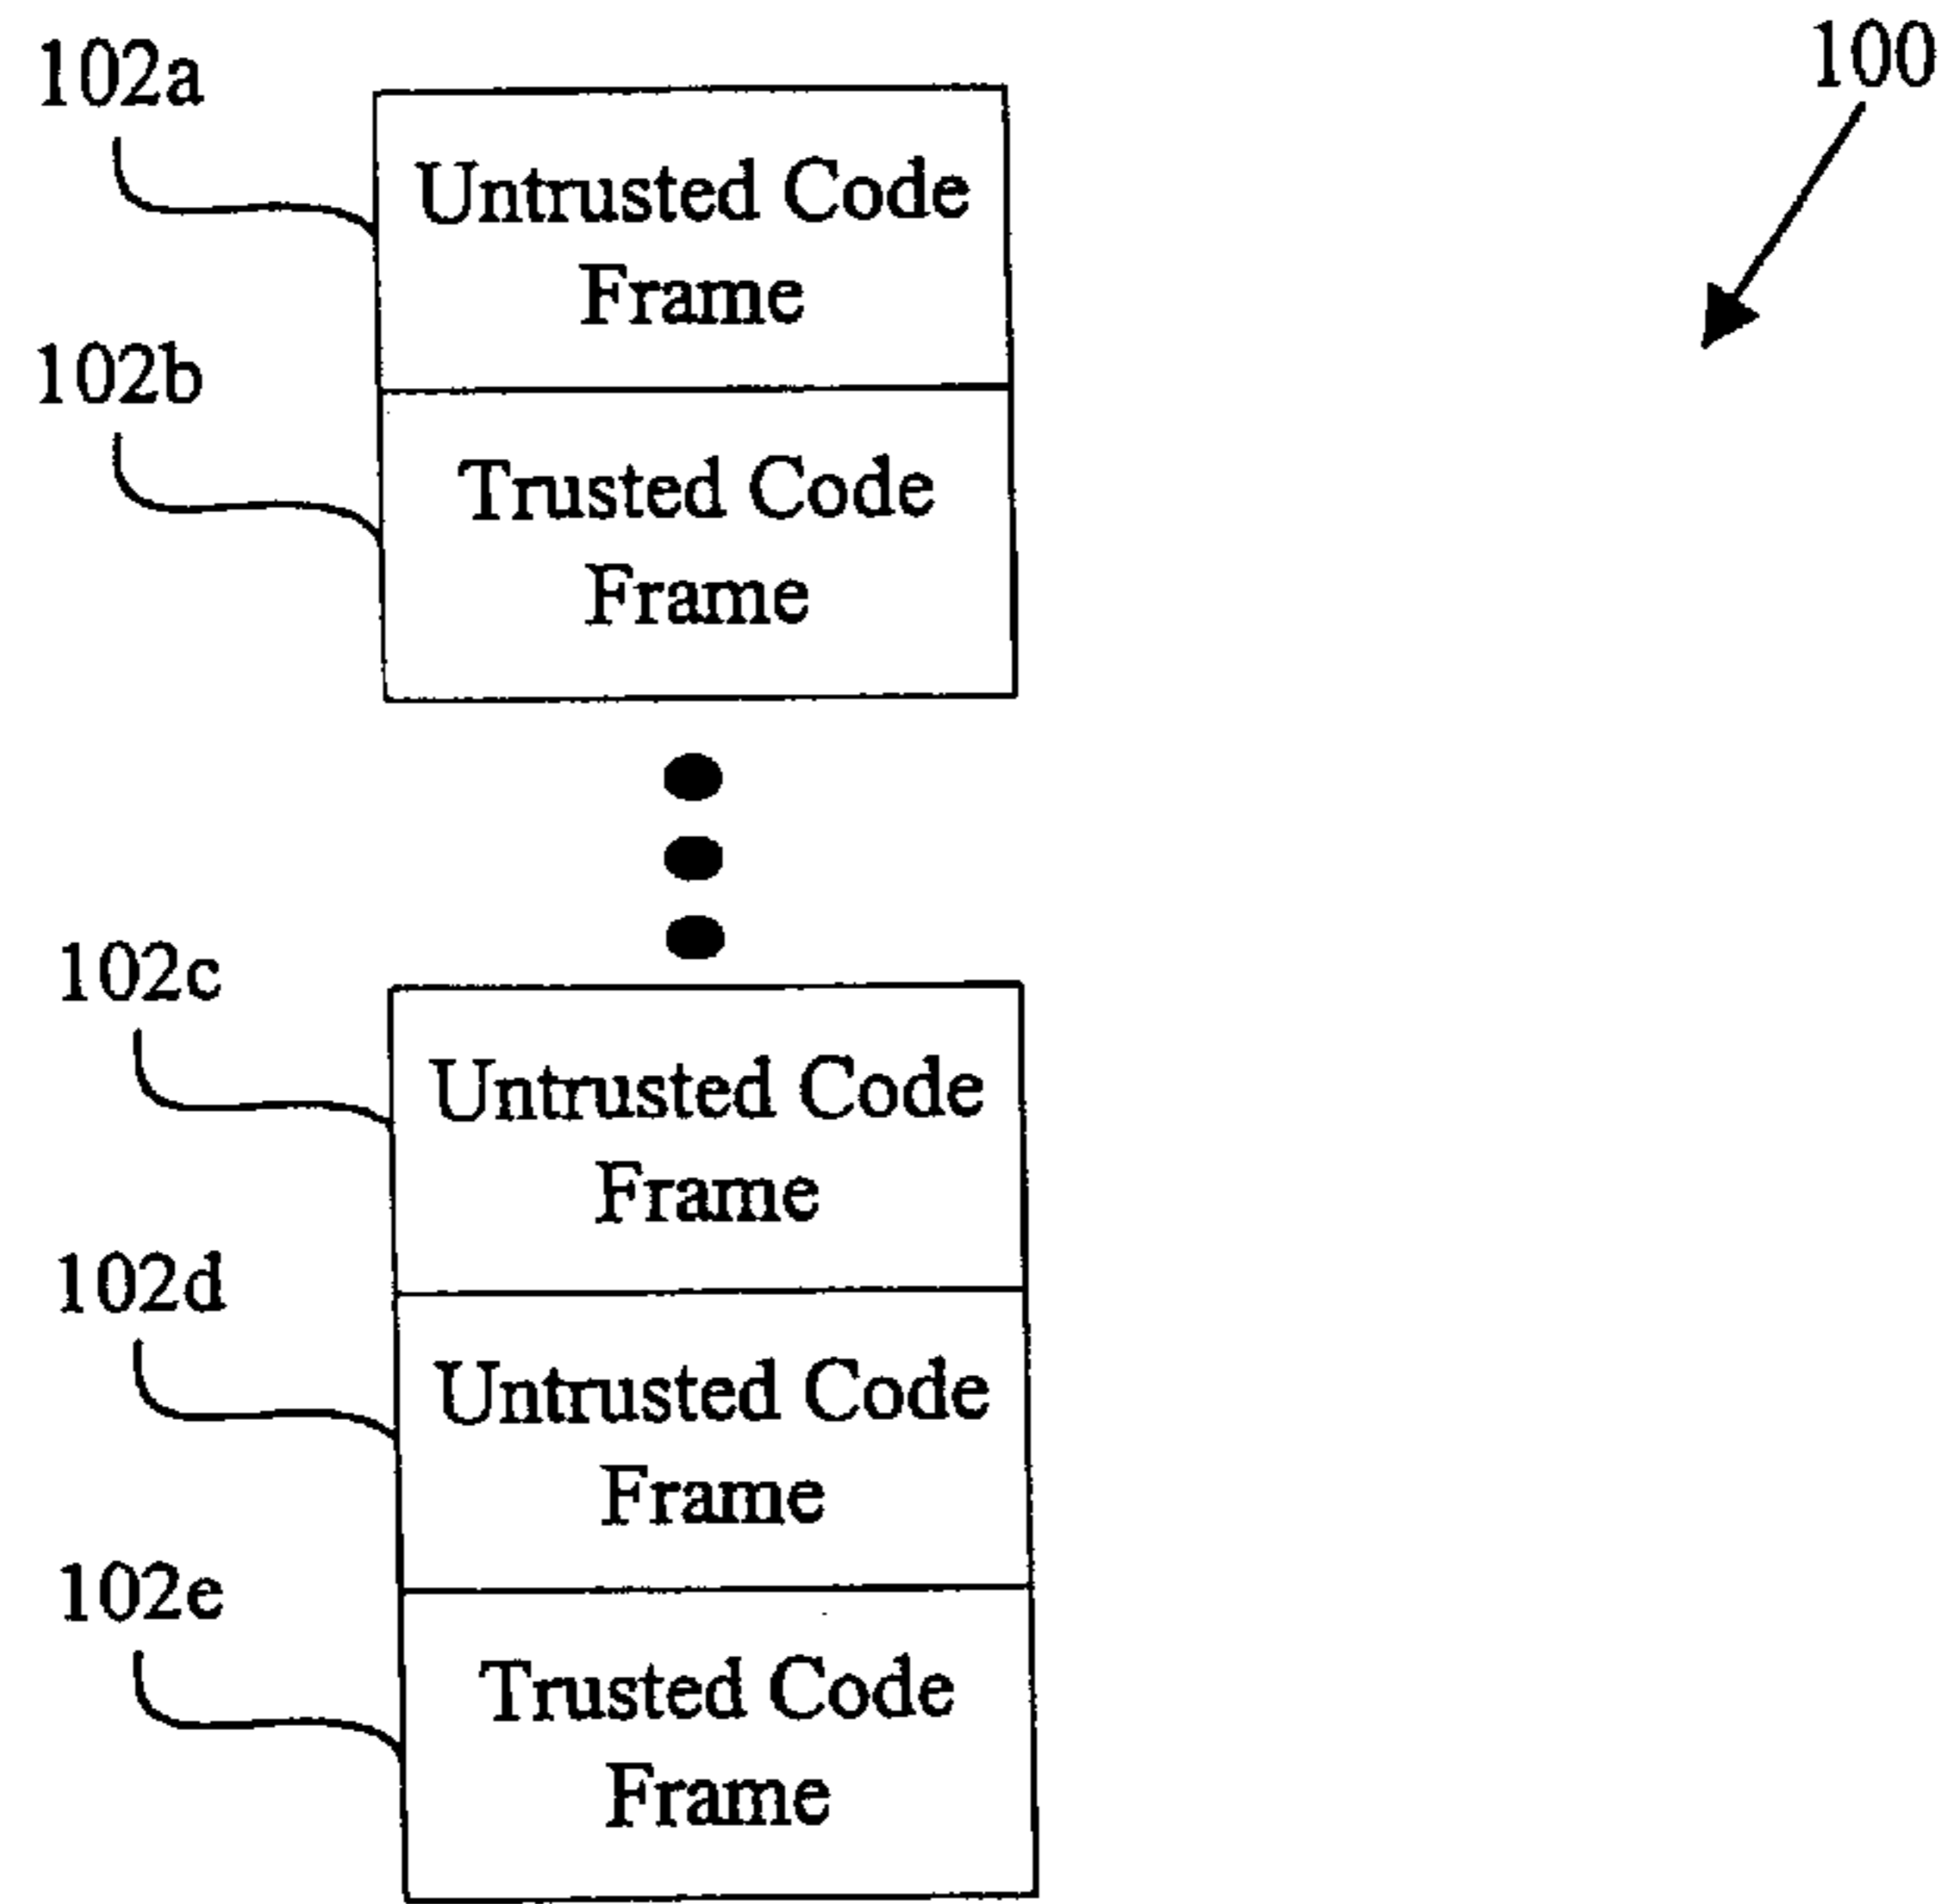 102a
100
Untrusted Code
Frame
102b
Trusted Code
Frame
102c
Untrusted Code
Frame
102d
Untrusted Code
Frame
102e
Trusted Code
Frame